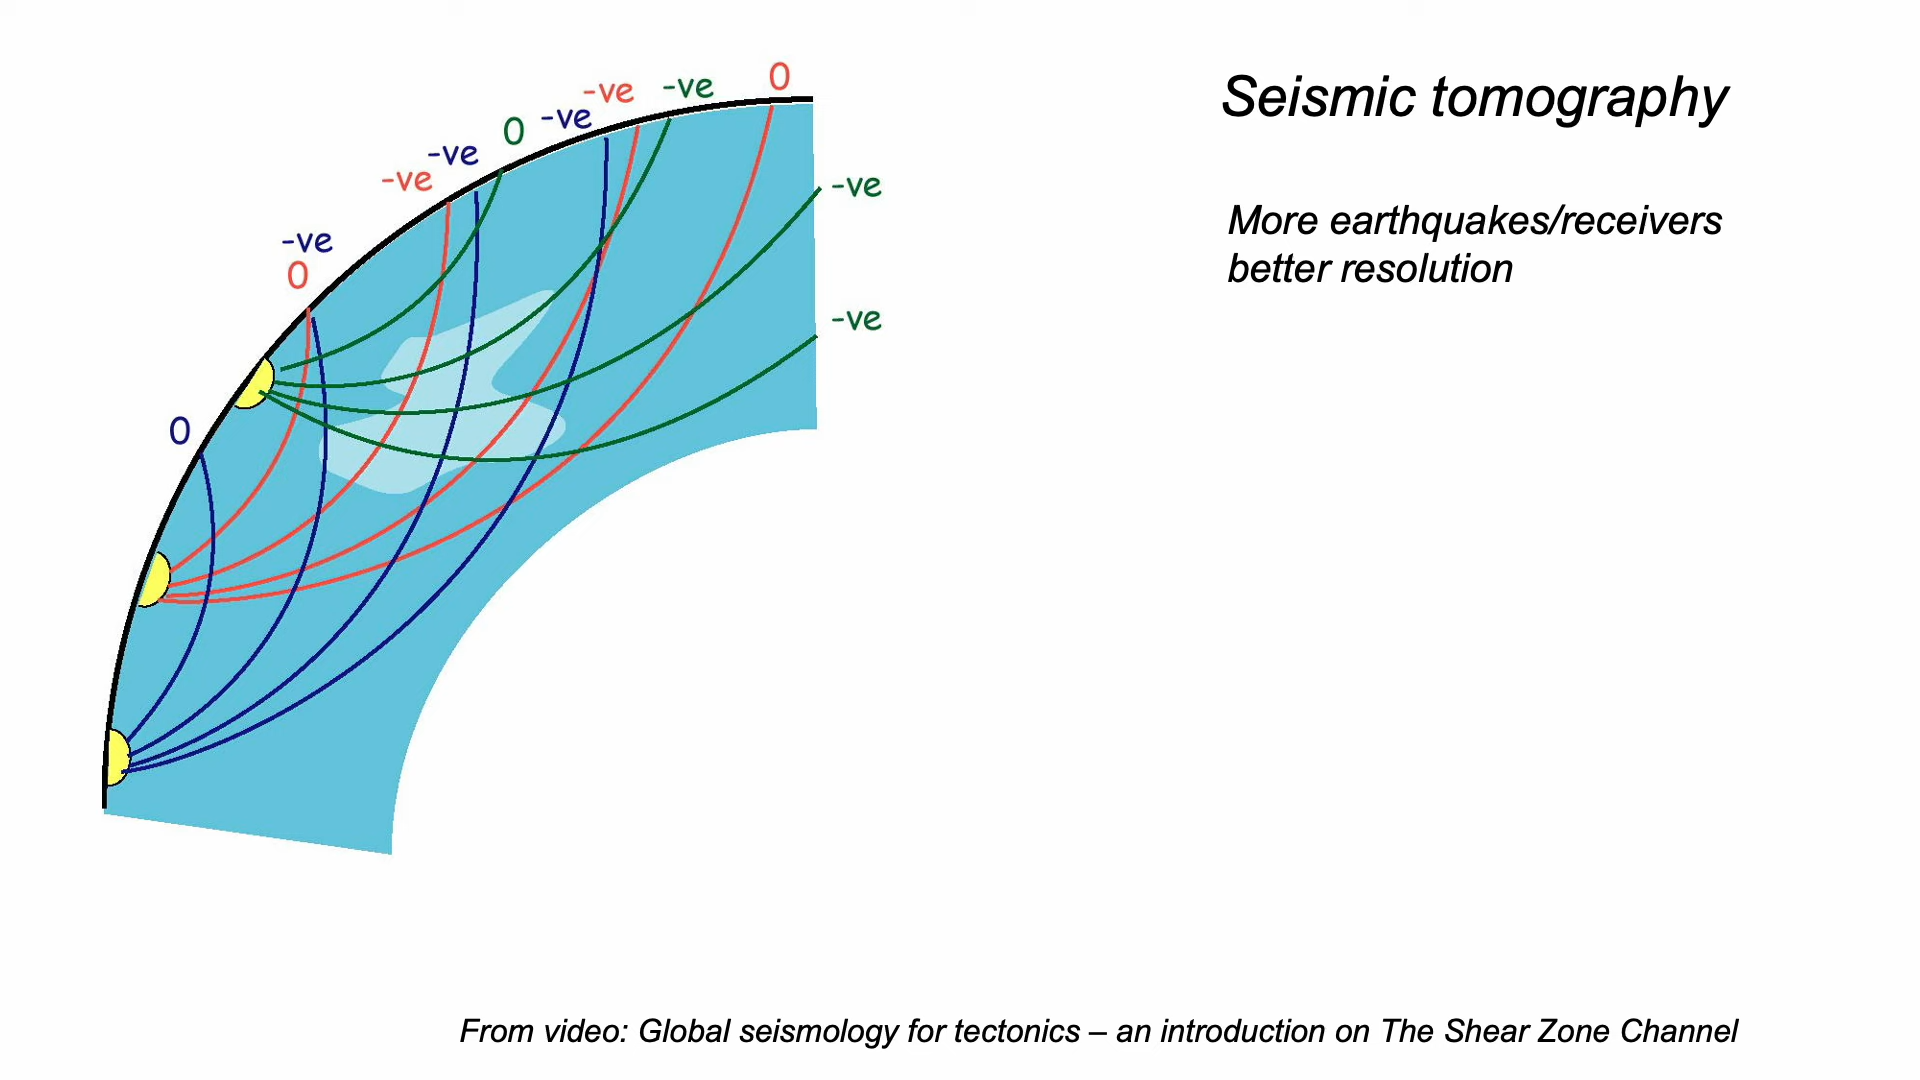 Seismic tomography
More earthquakes/receivers
better resolution
0
-ve
-ve
0
-ve
-ve
-ve
-ve
0
-ve
0
-ve
-ve
0
From video: Global seismology for tectonics – an introduction on The Shear Zone Channel